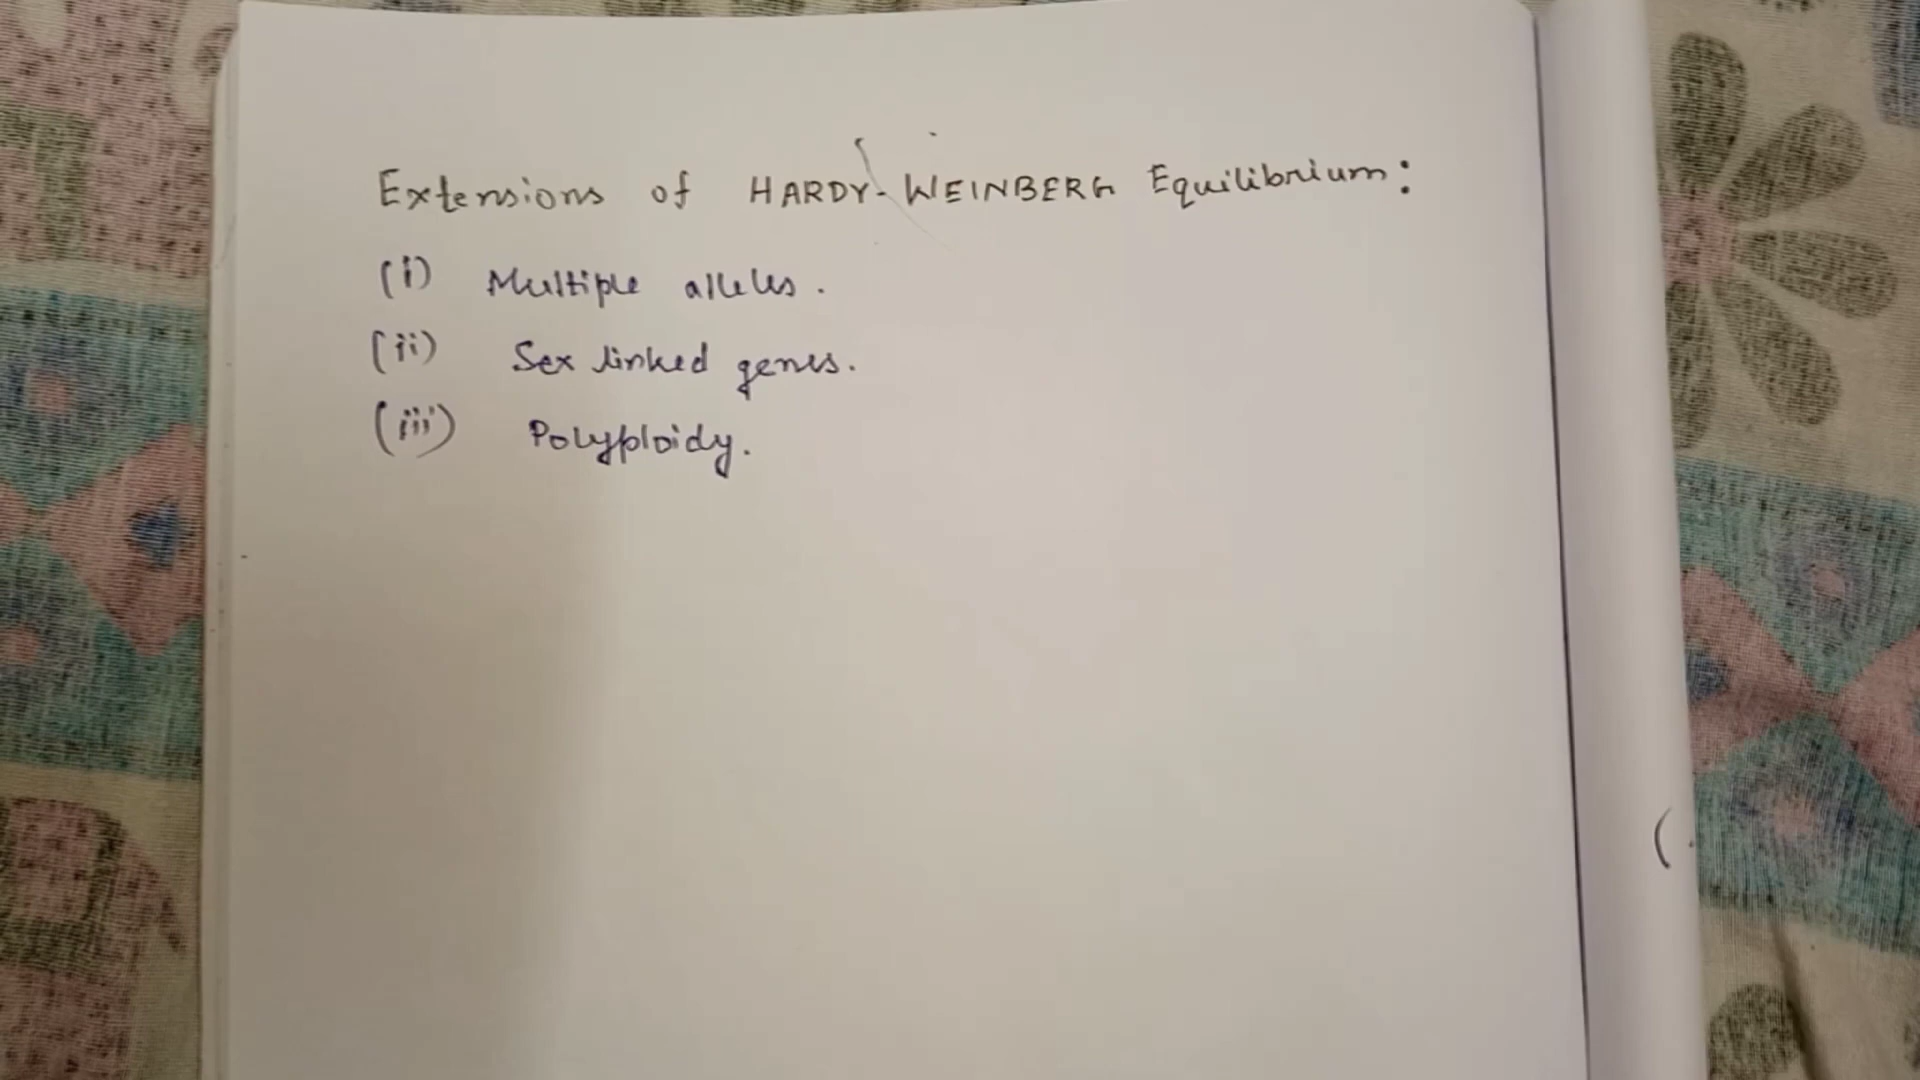 Extensions of HARDY-WEINBERG Equilibrium:
(i) Multiple alleles.
(ii) Sex linked genes.
(iii) Polyploidy.
(